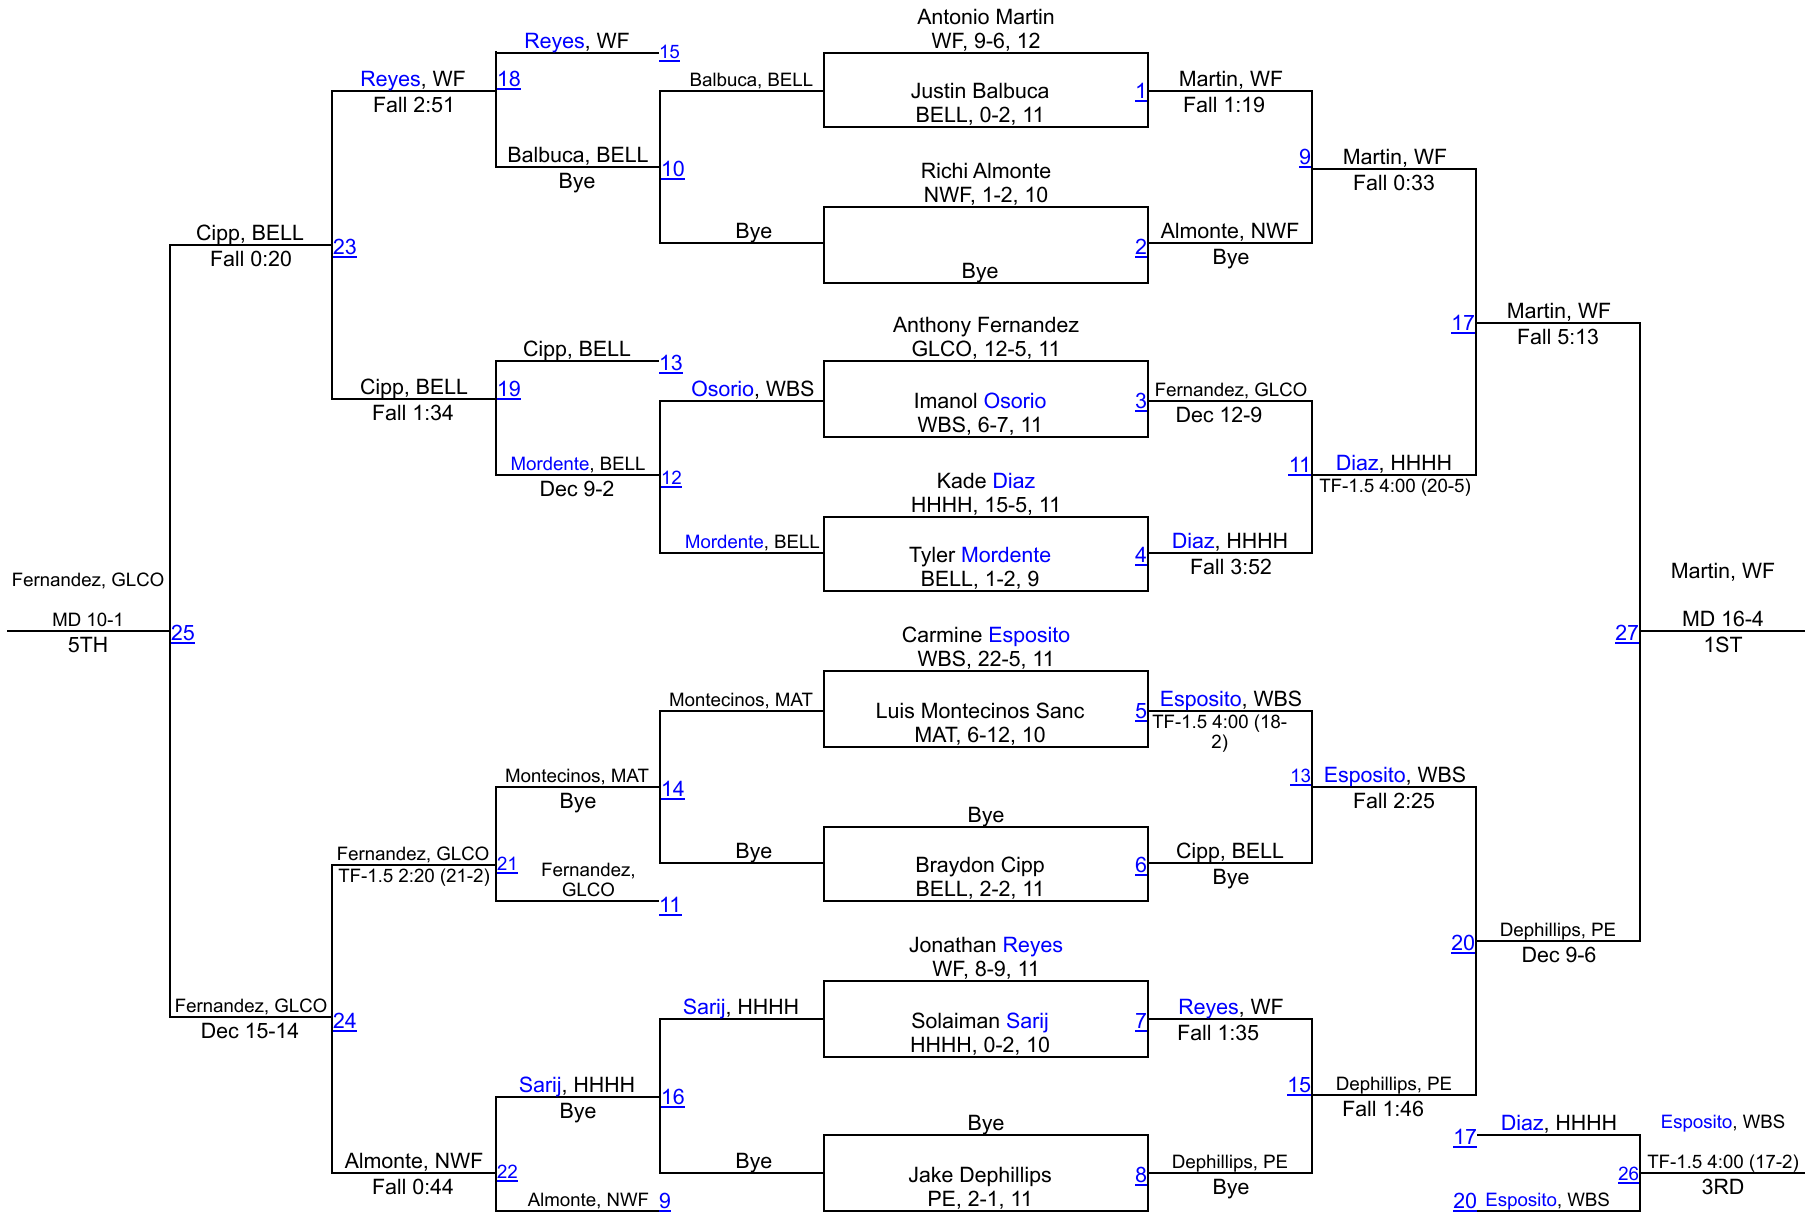 Antonio Martin
WF, 9-6, 12
Reyes, WF
15
Reyes, WF
18
Fall 2:51
Balbuca, BELL
Justin Balbuca
BELL, 0-2, 11
1
Martin, WF
Fall 1:19
Balbuca, BELL
Bye
10
Richi Almonte
NWF, 1-2, 10
9
Martin, WF
Fall 0:33
Cipp, BELL
Fall 0:20
23
Bye
Bye
2
Almonte, NWF
Bye
Anthony Fernandez
GLCO, 12-5, 11
17
Martin, WF
Fall 5:13
Cipp, BELL
13
Cipp, BELL
19
Fall 1:34
Osorio, WBS
Imanol Osorio
WBS, 6-7, 11
3
Fernandez, GLCO
Dec 12-9
Mordente, BELL
Dec 9-2
12
Kade Diaz
HHHH, 15-5, 11
11
Diaz, HHHH
TF-1.5 4:00 (20-5)
Mordente, BELL
Tyler Mordente
BELL, 1-2, 9
4
Diaz, HHHH
Fall 3:52
Fernandez, GLCO
MD 10-1
5TH
25
Carmine Esposito
WBS, 22-5, 11
27
Martin, WF
MD 16-4
1ST
Montecinos, MAT
Luis Montecinos Sanc
MAT, 6-12, 10
5
Esposito, WBS
TF-1.5 4:00 (18-
2)
Montecinos, MAT
Bye
14
13
Esposito, WBS
Fall 2:25
Bye
Bye
Braydon Cipp
BELL, 2-2, 11
6
Cipp, BELL
Bye
Fernandez, GLCO
TF-1.5 2:20 (21-2)
21
Fernandez,
GLCO
11
Jonathan Reyes
WF, 8-9, 11
20
Dephillips, PE
Dec 9-6
Fernandez, GLCO
Dec 15-14
24
Sarij, HHHH
Solaiman Sarij
HHHH, 0-2, 10
7
Reyes, WF
Fall 1:35
Sarij, HHHH
Bye
16
15
Dephillips, PE
Fall 1:46
Bye
Bye
Jake Dephillips
PE, 2-1, 11
8
Dephillips, PE
Bye
Almonte, NWF
Fall 0:44
22
Almonte, NWF
9
17
Diaz, HHHH
20
Esposito, WBS
26
Esposito, WBS
TF-1.5 4:00 (17-2)
3RD